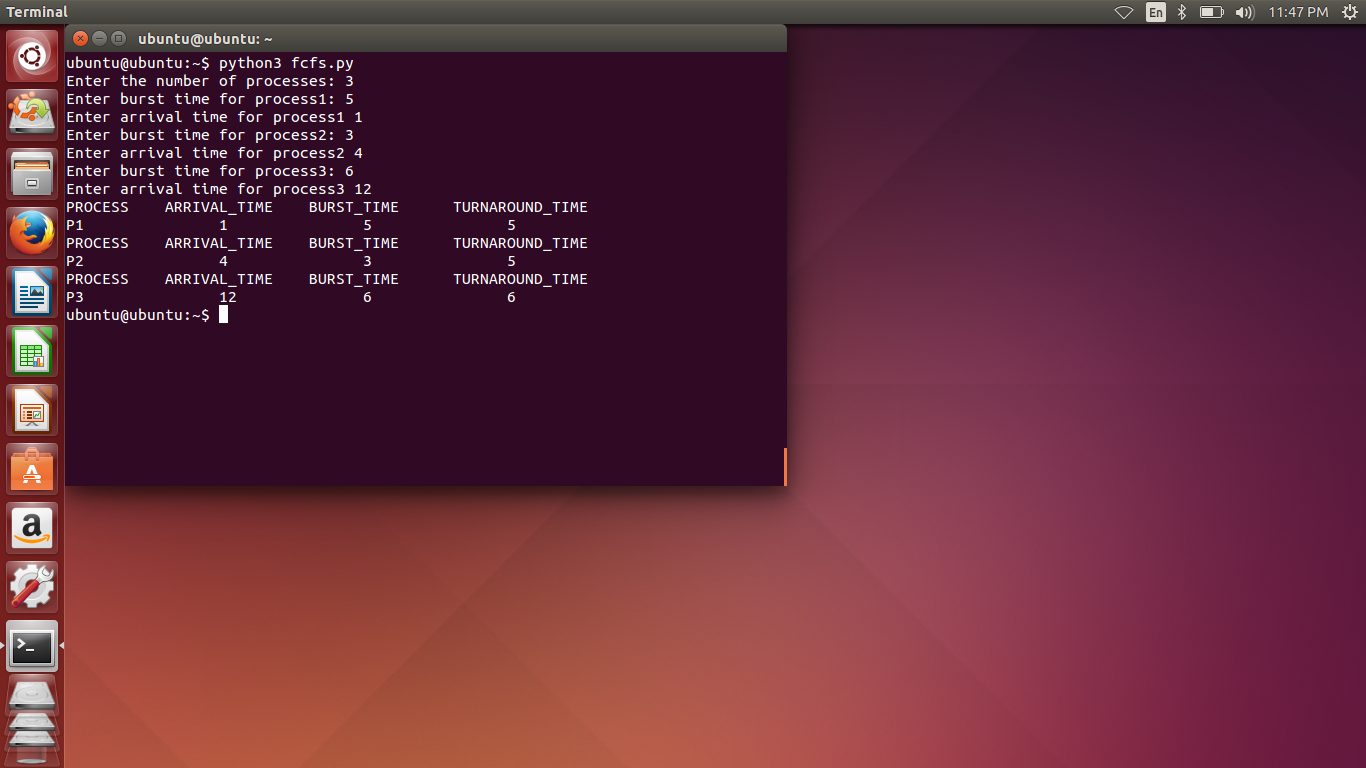 Terminal
En
11:47 PM
ubuntu@ubuntu: ~
ubuntu@ubuntu:~$ python3 fcfs.py
Enter the number of processes: 3
Enter burst time for process1: 5
Enter arrival time for process1 1
Enter burst time for process2: 3
Enter arrival time for process2 4
Enter burst time for process3: 6
Enter arrival time for process3 12
PROCESS    ARRIVAL_TIME    BURST_TIME      TURNAROUND_TIME
P1               1               5               5
PROCESS    ARRIVAL_TIME    BURST_TIME      TURNAROUND_TIME
P2               4               3               5
PROCESS    ARRIVAL_TIME    BURST_TIME      TURNAROUND_TIME
P3               12              6               6
ubuntu@ubuntu:~$